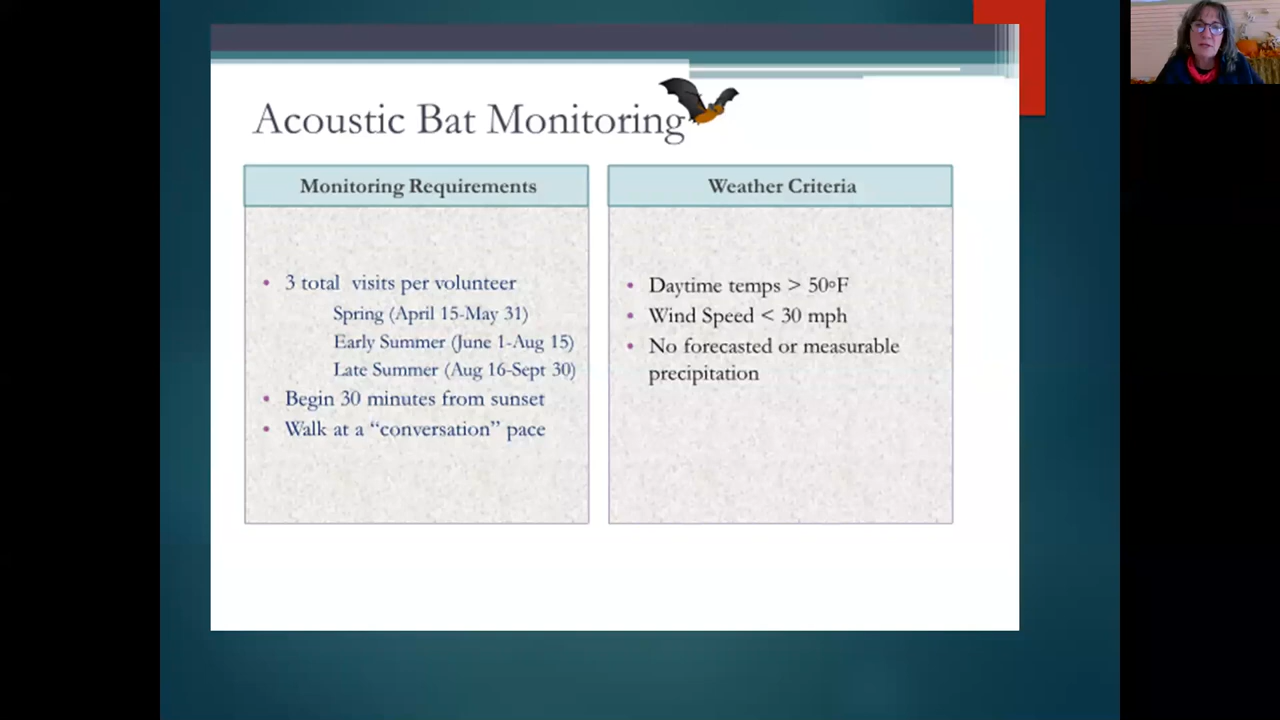 Acoustic Bat Monitoring
Monitoring Requirements
• 3 total visits per volunteer
Spring (April 15-May 31)
Early Summer (June 1-Aug 15)
Late Summer (Aug 16-Sept 30)
• Begin 30 minutes from sunset
• Walk at a “conversation” pace
Weather Criteria
• Daytime temps > 50°F
• Wind Speed < 30 mph
• No forecasted or measurable
precipitation